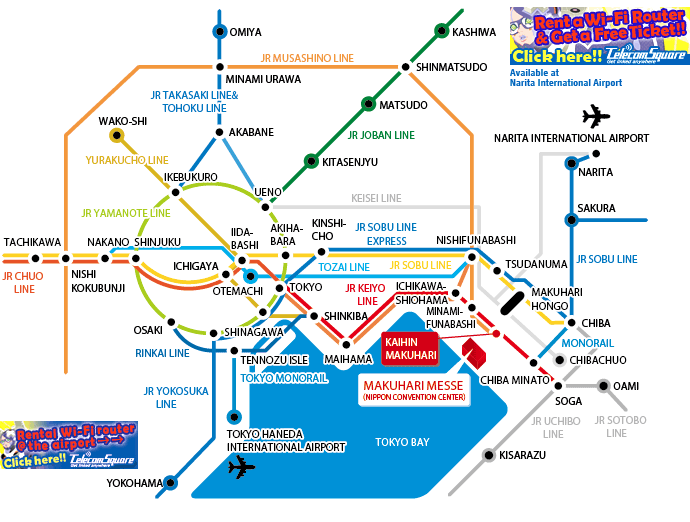 OMIYA
KASHIWA
Rent a Wi-Fi Router
& Get a Free Ticket!!
Click here!!
TelecomSquare
Get linked anywhere
Available at
Narita International Airport
JR MUSASHINO LINE
MINAMI URAWA
SHINMATSUDO
JR TAKASAKI LINE&
TOHOKU LINE
MATSUDO
WAKO-SHI
AKABANE
JR JOBAN LINE
NARITA INTERNATIONAL AIRPORT
YURAKUCHO LINE
KITASENJYU
IKEBUKURO
NARITA
UENO
KEISEI LINE
JR YAMANOTE LINE
SAKURA
IIDA-
BASHI
AKIHA-
BARA
KINSHI-
CHO
JR SOBU LINE
EXPRESS
TACHIKAWA
NAKANO
SHINJUKU
NISHIFUNABASHI
JR CHUO
LINE
NISHI
KOKUBUNJI
ICHIGAYA
TOZAI LINE
JR SOBU LINE
TSUDANUMA
JR SOBU LINE
OTEMACHI
TOKYO
JR KEIYO
LINE
ICHIKAWA-
SHIOHAMA
MAKUHARI
HONGO
MINAMI-
FUNABASHI
OSAKI
SHINAGAWA
SHINKIBA
CHIBA
KAIHIN
MAKUHARI
MONORAIL
RINKAI LINE
TENNOZU ISLE
MAIHAMA
CHIBACHUO
TOKYO MONORAIL
MAKUHARI MESSE
(NIPPON CONVENTION CENTER)
CHIBA MINATO
OAMI
SOGA
JR YOKOSUKA
LINE
JR UCHIBO
LINE
JR SOTOBO
LINE
Rental Wi-Fi router
@ the airport
Click here!!
TelecomSquare
Get linked anywhere
TOKYO HANEDA
INTERNATIONAL AIRPORT
TOKYO BAY
KISARAZU
YOKOHAMA